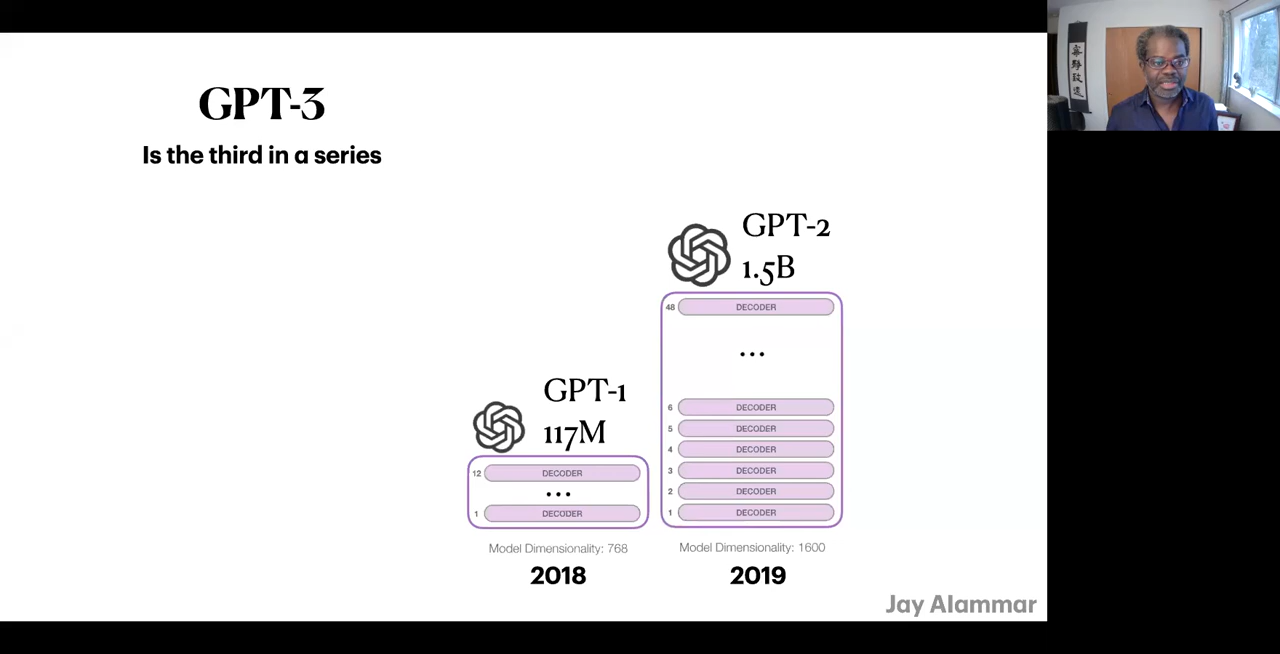 GPT-3
Is the third in a series
GPT-2
1.5B
48 DECODER
...
6 DECODER
5 DECODER
4 DECODER
3 DECODER
2 DECODER
1 DECODER
GPT-1
117M
12 DECODER
...
1 DECODER
Model Dimensionality: 768
Model Dimensionality: 1600
2018
2019
Jay Alammar